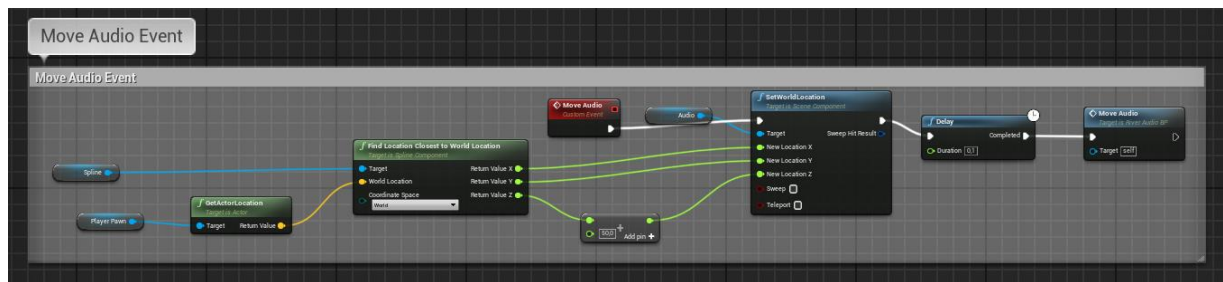 Move Audio Event
Move Audio Event
Spline
Player Pawn
GetActorLocation
Target is Actor
Target
Return Value
Find Location Closest to World Location
Target is Spline Component
Target
Return Value X
World Location
Return Value Y
Coordinate Space
Return Value Z
World
Move Audio
Custom Event
50,0
Add pin
Audio
SetWorldLocation
Target is Scene Component
Target
Sweep Hit Result
New Location X
New Location Y
New Location Z
Sweep
Teleport
Delay
Completed
Duration 0,1
Move Audio
Target is River Audio BP
Target self